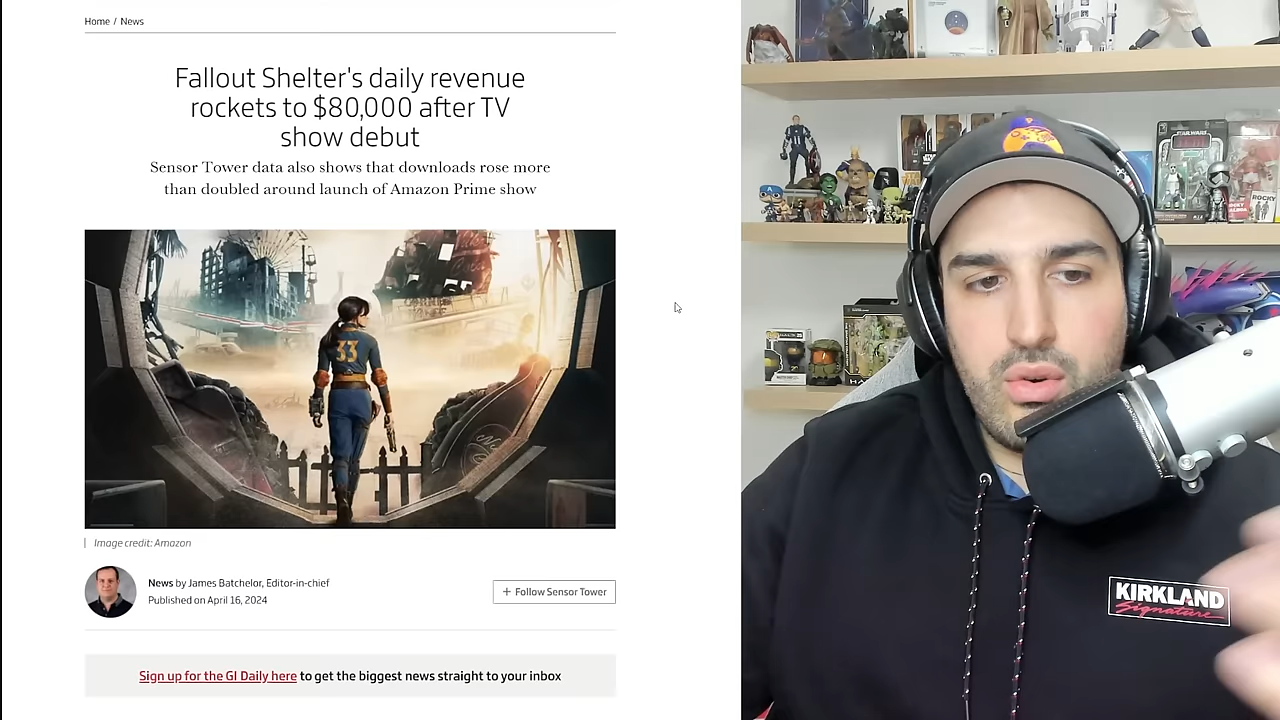 Home / News
Fallout Shelter's daily revenue
rockets to $80,000 after TV
show debut
Sensor Tower data also shows that downloads rose more
than doubled around launch of Amazon Prime show
33
Image credit: Amazon
News by James Batchelor, Editor-in-chief
Published on April 16, 2024
+ Follow Sensor Tower
Sign up for the GI Daily here to get the biggest news straight to your inbox
STAR WARS
ROCKY
KIRKLAND
Signature